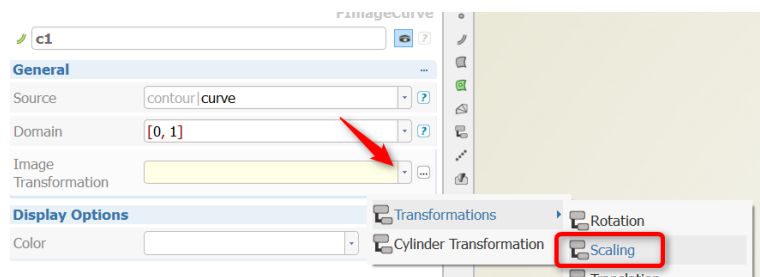 FImageCurve
c1
?
General
...
Source contour|curve ?
Domain [0, 1] ?
Image
Transformation ...
Display Options
Color
Transformations
Cylinder Transformation
Rotation
Scaling
Translation